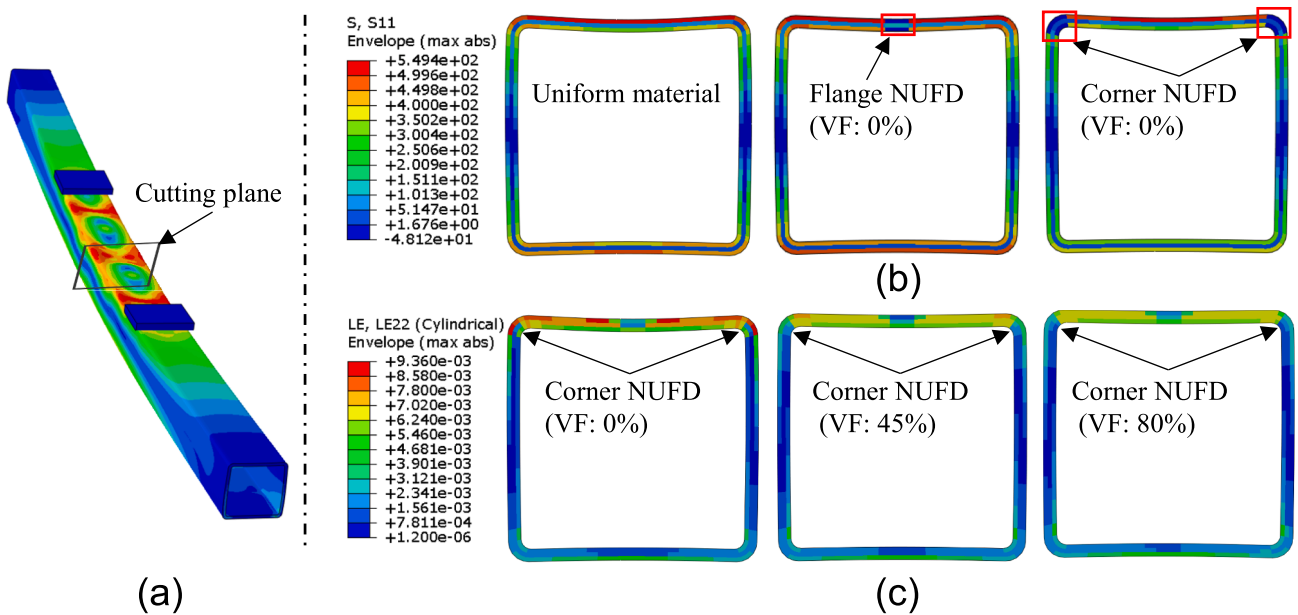 Cutting plane
(a)
S, S11
Envelope (max abs)
+5.494e+02
+4.996e+02
+4.498e+02
+4.000e+02
+3.502e+02
+3.004e+02
+2.506e+02
+2.009e+02
+1.511e+02
+1.013e+02
+5.147e+01
+1.676e+00
-4.812e+01
Uniform material
Flange NUFD
(VF: 0%)
Corner NUFD
(VF: 0%)
(b)
LE, LE22 (Cylindrical)
Envelope (max abs)
+9.360e-03
+8.580e-03
+7.800e-03
+7.020e-03
+6.240e-03
+5.460e-03
+4.681e-03
+3.901e-03
+3.121e-03
+2.341e-03
+1.561e-03
+7.811e-04
+1.200e-06
Corner NUFD
(VF: 0%)
Corner NUFD
(VF: 45%)
Corner NUFD
(VF: 80%)
(c)